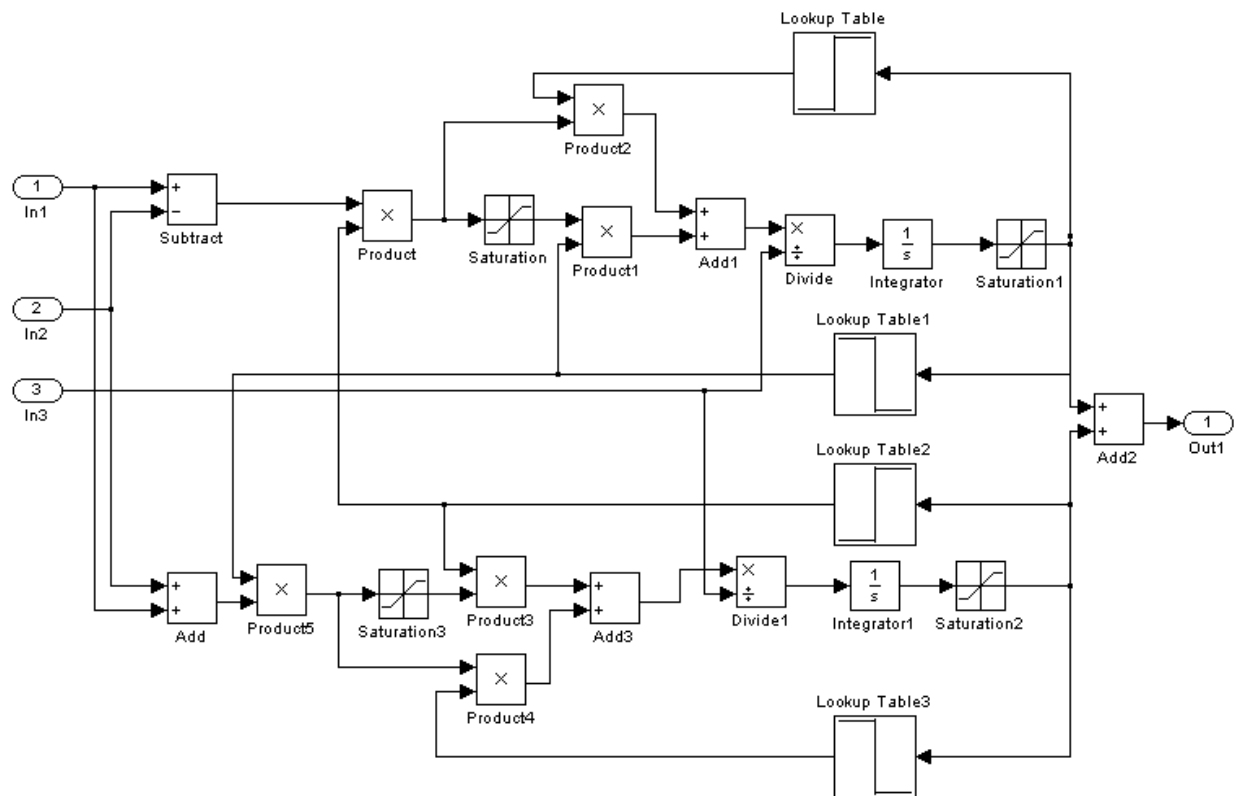 Lookup Table
×
Product2
1
In1
+
−
Subtract
×
Product
Saturation
×
Product1
+
+
Add1
×
÷
Divide
1
s
Integrator
Saturation1
2
In2
Lookup Table1
3
In3
+
+
Add2
1
Out1
Lookup Table2
+
+
Add
×
Product5
Saturation3
×
Product3
+
+
Add3
×
÷
Divide1
1
s
Integrator1
Saturation2
×
Product4
Lookup Table3